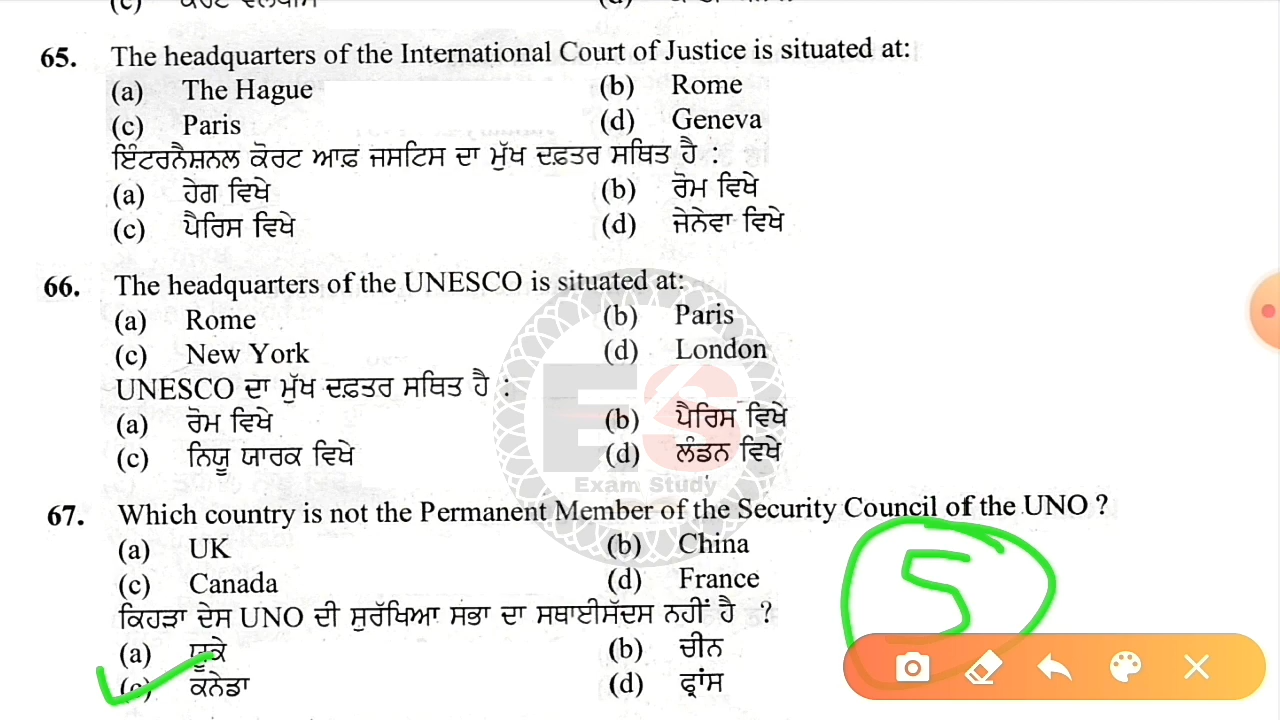 65. The headquarters of the International Court of Justice is situated at:
(a) The Hague (b) Rome
(c) Paris (d) Geneva
ਇੰਟਰਨੈਸ਼ਨਲ ਕੋਰਟ ਆਫ਼ ਜਸਟਿਸ ਦਾ ਮੁੱਖ ਦਫ਼ਤਰ ਸਥਿਤ ਹੈ :
(a) ਹੇਗ ਵਿਖੇ (b) ਰੋਮ ਵਿਖੇ
(c) ਪੈਰਿਸ ਵਿਖੇ (d) ਜੇਨੇਵਾ ਵਿਖੇ
66. The headquarters of the UNESCO is situated at:
(a) Rome (b) Paris
(c) New York (d) London
UNESCO ਦਾ ਮੁੱਖ ਦਫ਼ਤਰ ਸਥਿਤ ਹੈ :
(a) ਰੋਮ ਵਿਖੇ (b) ਪੈਰਿਸ ਵਿਖੇ
(c) ਨਿਯੂ ਯਾਰਕ ਵਿਖੇ (d) ਲੰਡਨ ਵਿਖੇ
ES
Exam Study
67. Which country is not the Permanent Member of the Security Council of the UNO ?
(a) UK (b) China
(c) Canada (d) France
5
ਕਿਹੜਾ ਦੇਸ UNO ਦੀ ਸੁਰੱਖਿਆ ਸਭਾ ਦਾ ਸਥਾਈਸੱਦਸ ਨਹੀਂ ਹੈ ?
(a) ਯੂਕੇ (b) ਚੀਨ
(c) ਕਨੇਡਾ (d) ਫ੍ਰਾਂਸ